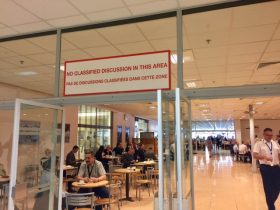 NO CLASSIFIED DISCUSSION IN THIS AREA
PAS DE DISCUSSIONS CLASSIFIÉES DANS CETTE ZONE